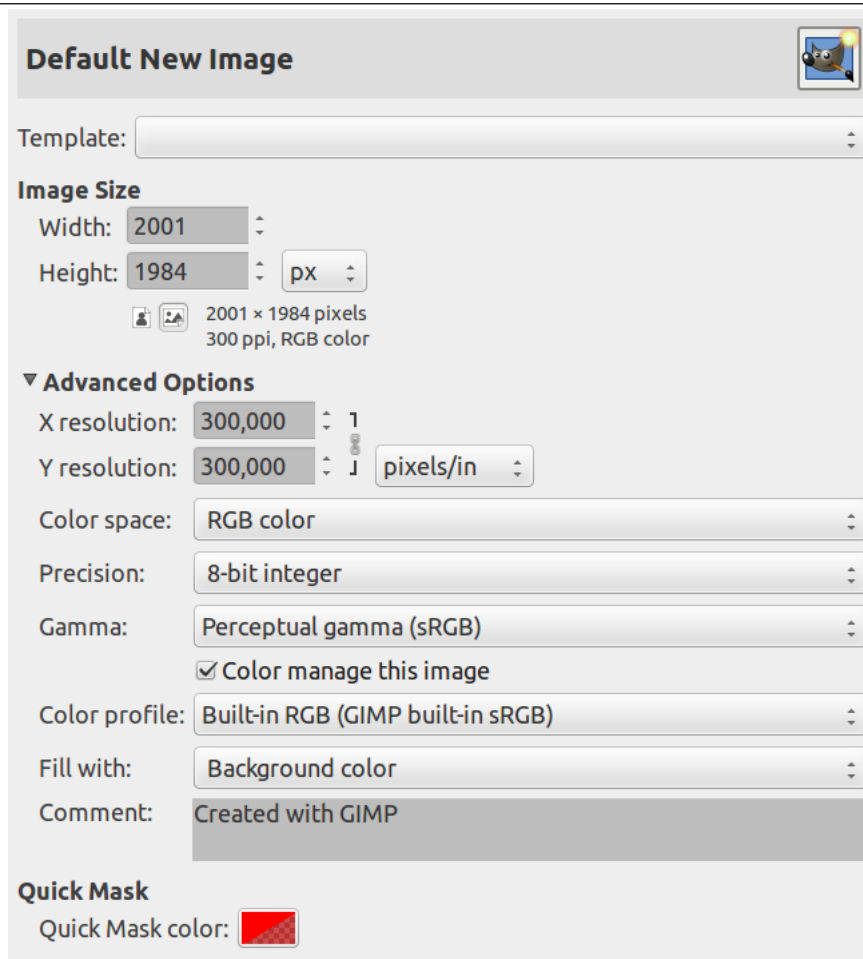 Default New Image
Template:
Image Size
Width: 2001
Height: 1984 px
2001 × 1984 pixels
300 ppi, RGB color
Advanced Options
X resolution: 300,000
Y resolution: 300,000 pixels/in
Color space: RGB color
Precision: 8-bit integer
Gamma: Perceptual gamma (sRGB)
Color manage this image
Color profile: Built-in RGB (GIMP built-in sRGB)
Fill with: Background color
Comment: Created with GIMP
Quick Mask
Quick Mask color: